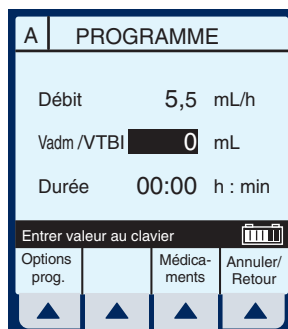 A PROGRAMME
Débit 5,5 mL/h
Vadm /VTBI 0 mL
Durée 00:00 h : min
Entrer valeur au clavier
Options prog. Médica- ments Annuler/ Retour